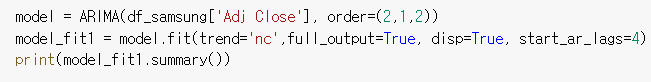 model = ARIMA(df_samsung['Adj Close'], order=(2,1,2))
model_fit1 = model.fit(trend='nc',full_output=True, disp=True, start_ar_lags=4)
print(model_fit1.summary())